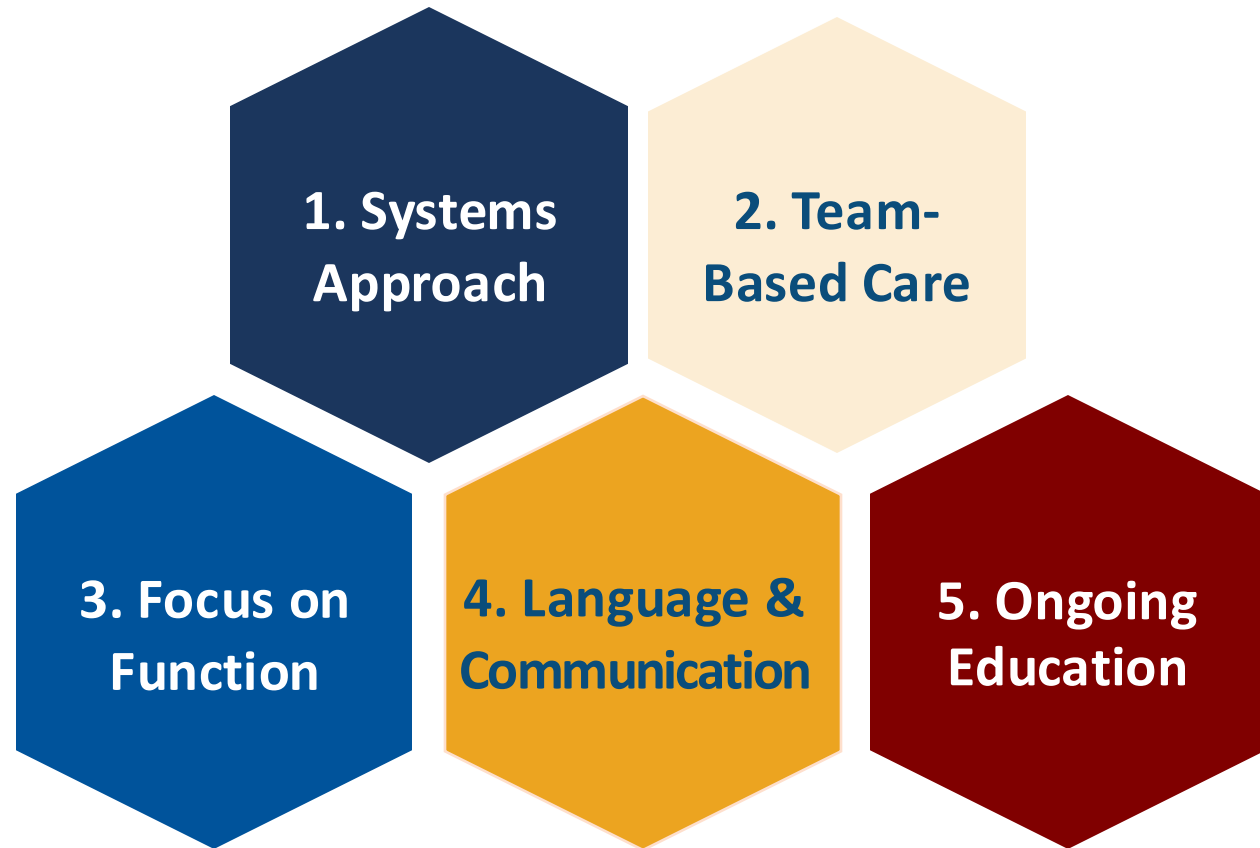 1. Systems
Approach
2. Team-
Based Care
3. Focus on
Function
4. Language &
Communication
5. Ongoing
Education